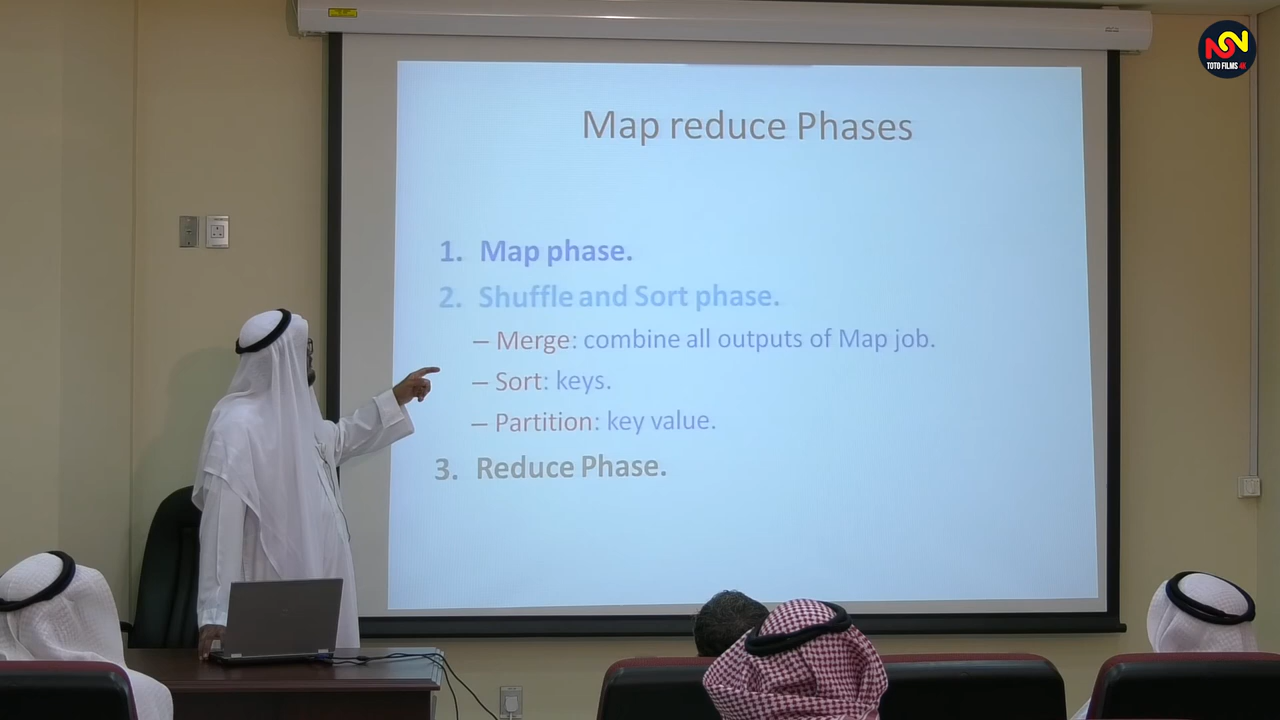 Map reduce Phases
1. Map phase.
2. Shuffle and Sort phase.
– Merge: combine all outputs of Map job.
– Sort: keys.
– Partition: key value.
3. Reduce Phase.
TOTO FILMS 4K